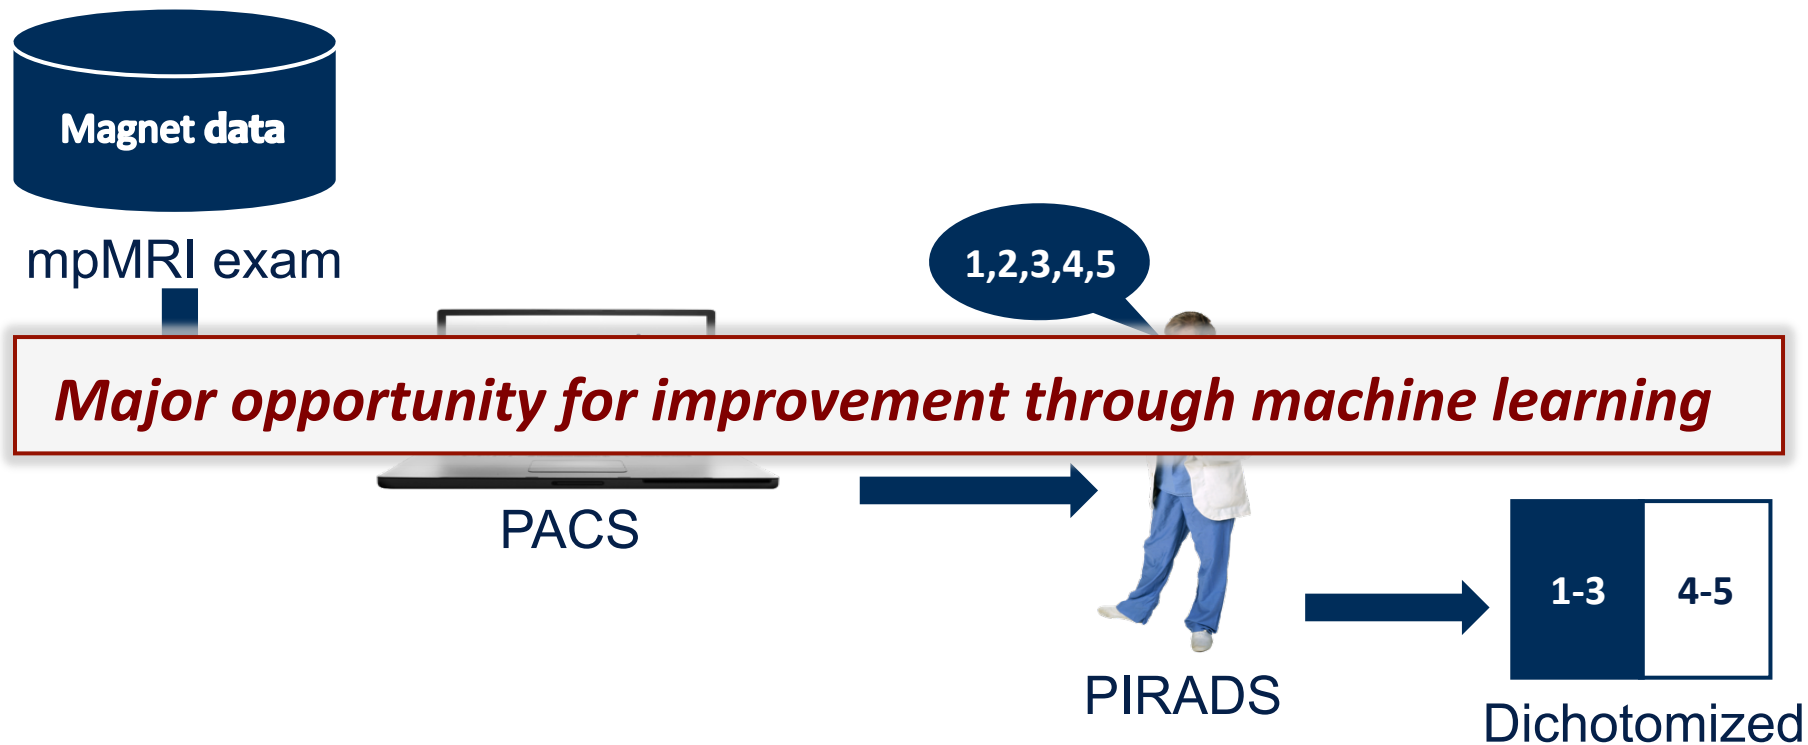 Magnet data
mpMRI exam
1,2,3,4,5
Major opportunity for improvement through machine learning
PACS
1-3
4-5
PIRADS
Dichotomized